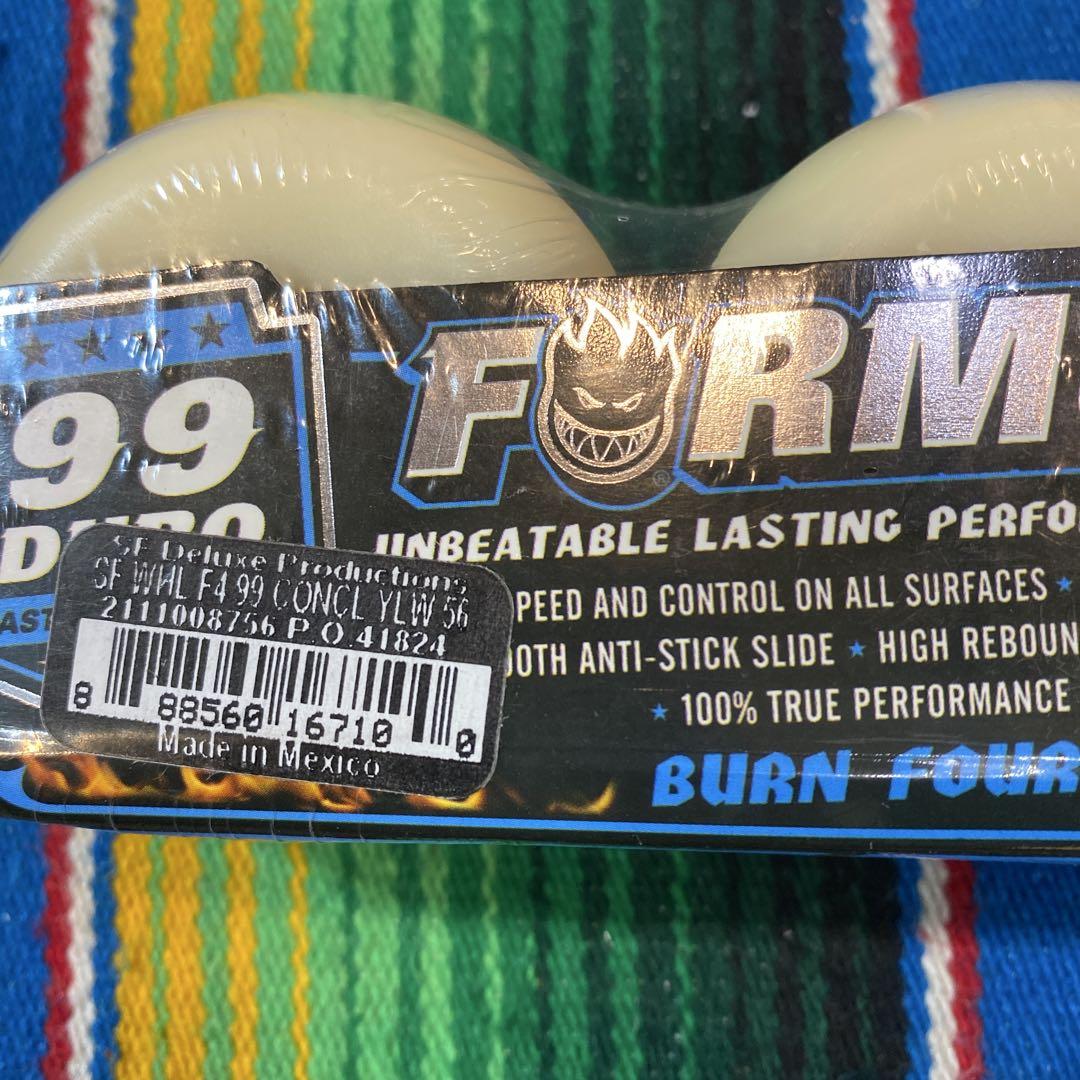 99
DURO
AST
FORM
®
UNBEATABLE LASTING PERFO
PEED AND CONTROL ON ALL SURFACES ★
OOTH ANTI-STICK SLIDE ★ HIGH REBOUN
★ 100% TRUE PERFORMANCE
BURN FOUR
SF Deluxe Productions
SF WHL F4 99 CONCL YLW 56
2111008756 P.O.41824
8 88560 16710 0
Made in Mexico